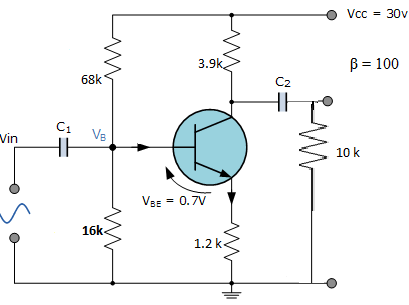 Vcc = 30v
3.9k
β = 100
68k
C2
C1
VB
Vin
10 k
VBE = 0.7V
16k
1.2 k